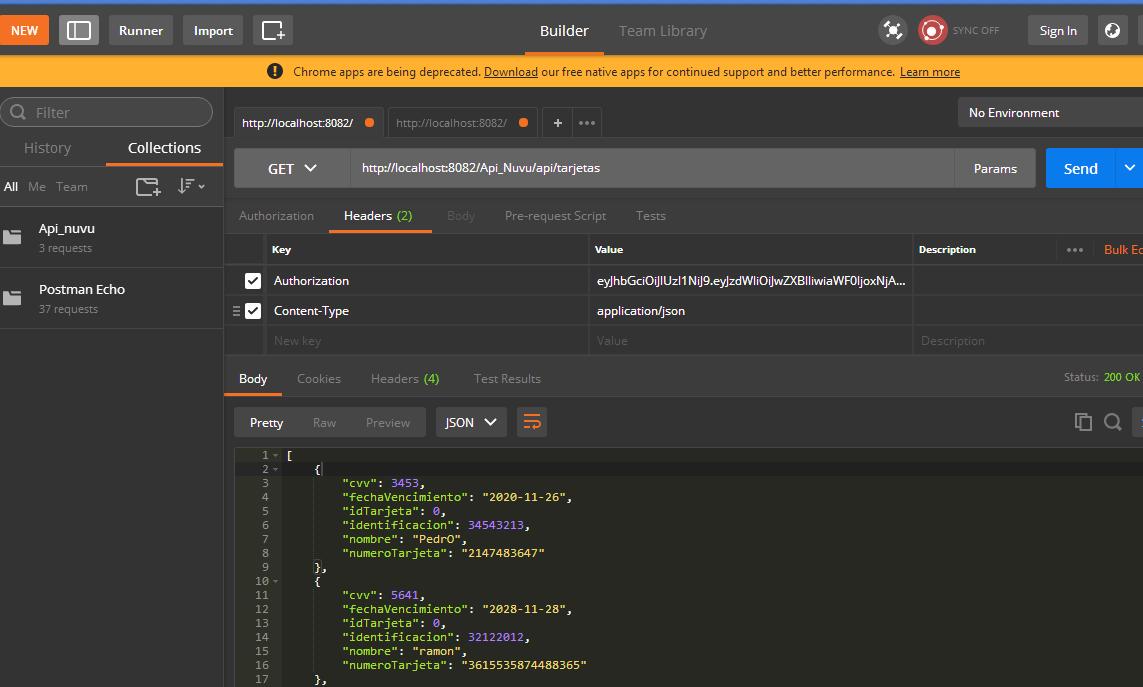 NEW Runner Import Builder Team Library SYNC OFF Sign In
Chrome apps are being deprecated. Download our free native apps for continued support and better performance. Learn more
Filter
History Collections
All Me Team
Api_nuvu
3 requests
Postman Echo
37 requests
http://localhost:8082/ http://localhost:8082/ + ••• No Environment
GET http://localhost:8082/Api_Nuvu/api/tarjetas Params Send
Authorization Headers (2) Body Pre-request Script Tests
Key Value Description ••• Bulk Ec
Authorization eyJhbGciOiJIUzI1NiJ9.eyJzdWIiOiJwZXBlIiwiaWF0IjoxNjA...
Content-Type application/json
New key Value Description
Body Cookies Headers (4) Test Results Status: 200 OK
Pretty Raw Preview JSON
1 [
2 {
3 "cvv": 3453,
4 "fechaVencimiento": "2020-11-26",
5 "idTarjeta": 0,
6 "identificacion": 34543213,
7 "nombre": "PedrO",
8 "numeroTarjeta": "2147483647"
9 },
10 {
11 "cvv": 5641,
12 "fechaVencimiento": "2028-11-28",
13 "idTarjeta": 0,
14 "identificacion": 32122012,
15 "nombre": "ramon",
16 "numeroTarjeta": "3615535874488365"
17 },